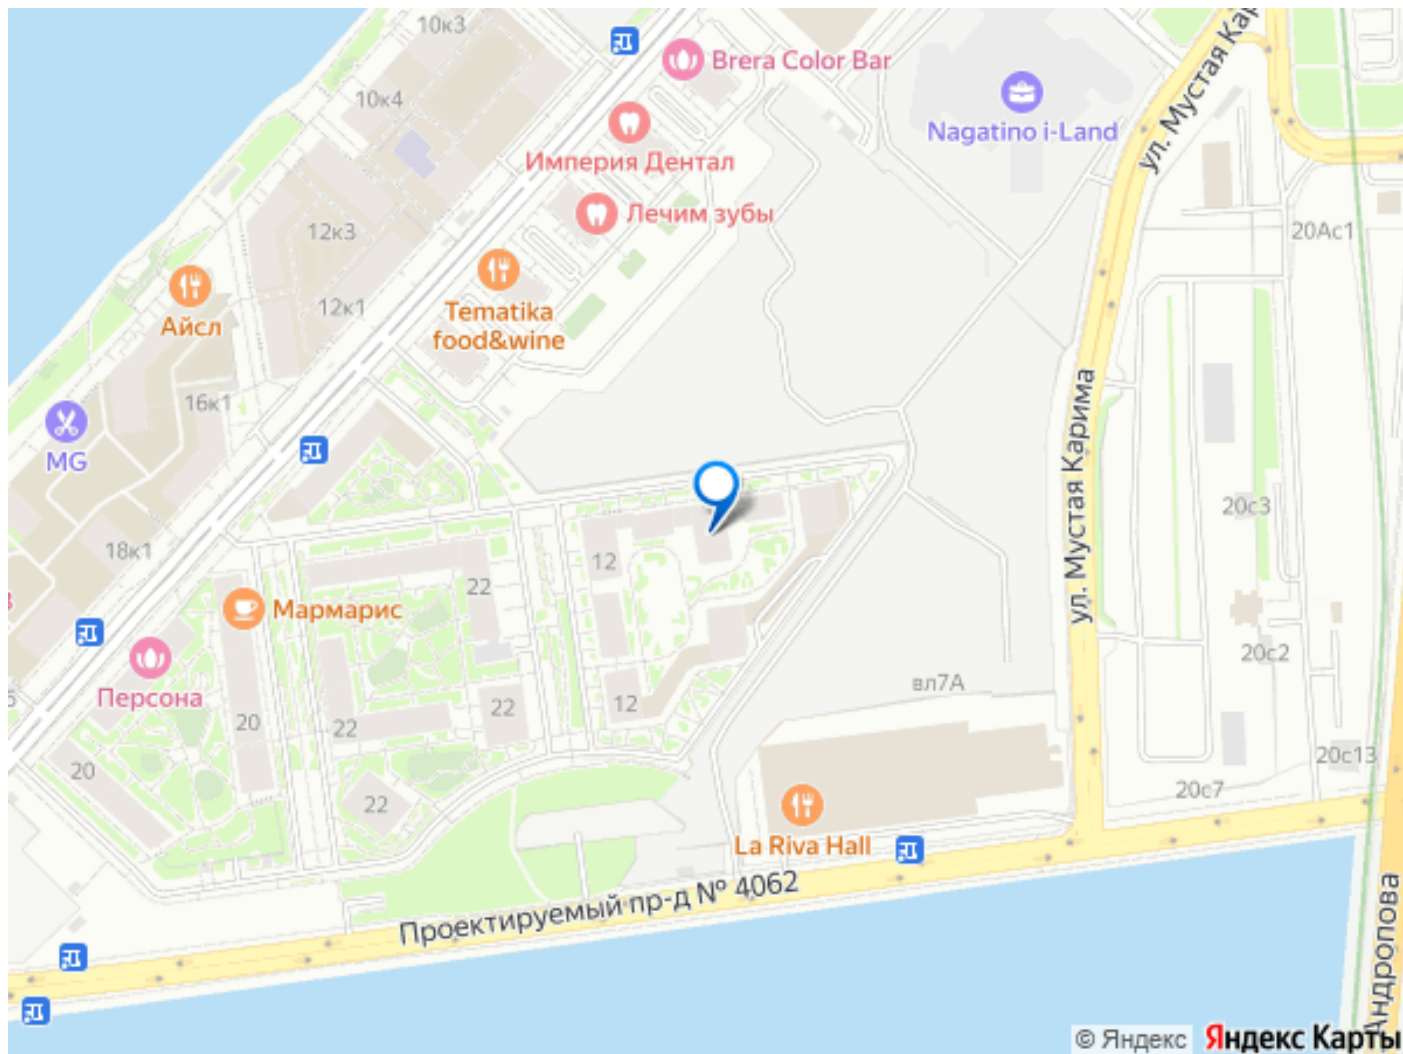 10к3
Brera Color Bar
10к4
Nagatino i-Land
ул. Мустая Кар
Империя Дентал
Лечим зубы
12к3
20Ас1
12к1
Айсл
Tematika
food&wine
16к1
MG
ул. Мустая Карима
20с3
18к1
12
22
Мармарис
20с2
Персона
вл7А
12
22
20
22
20с13
20
20с7
22
La Riva Hall
Проектируемый пр-д № 4062
Андропова
© Яндекс
Яндекс Карты